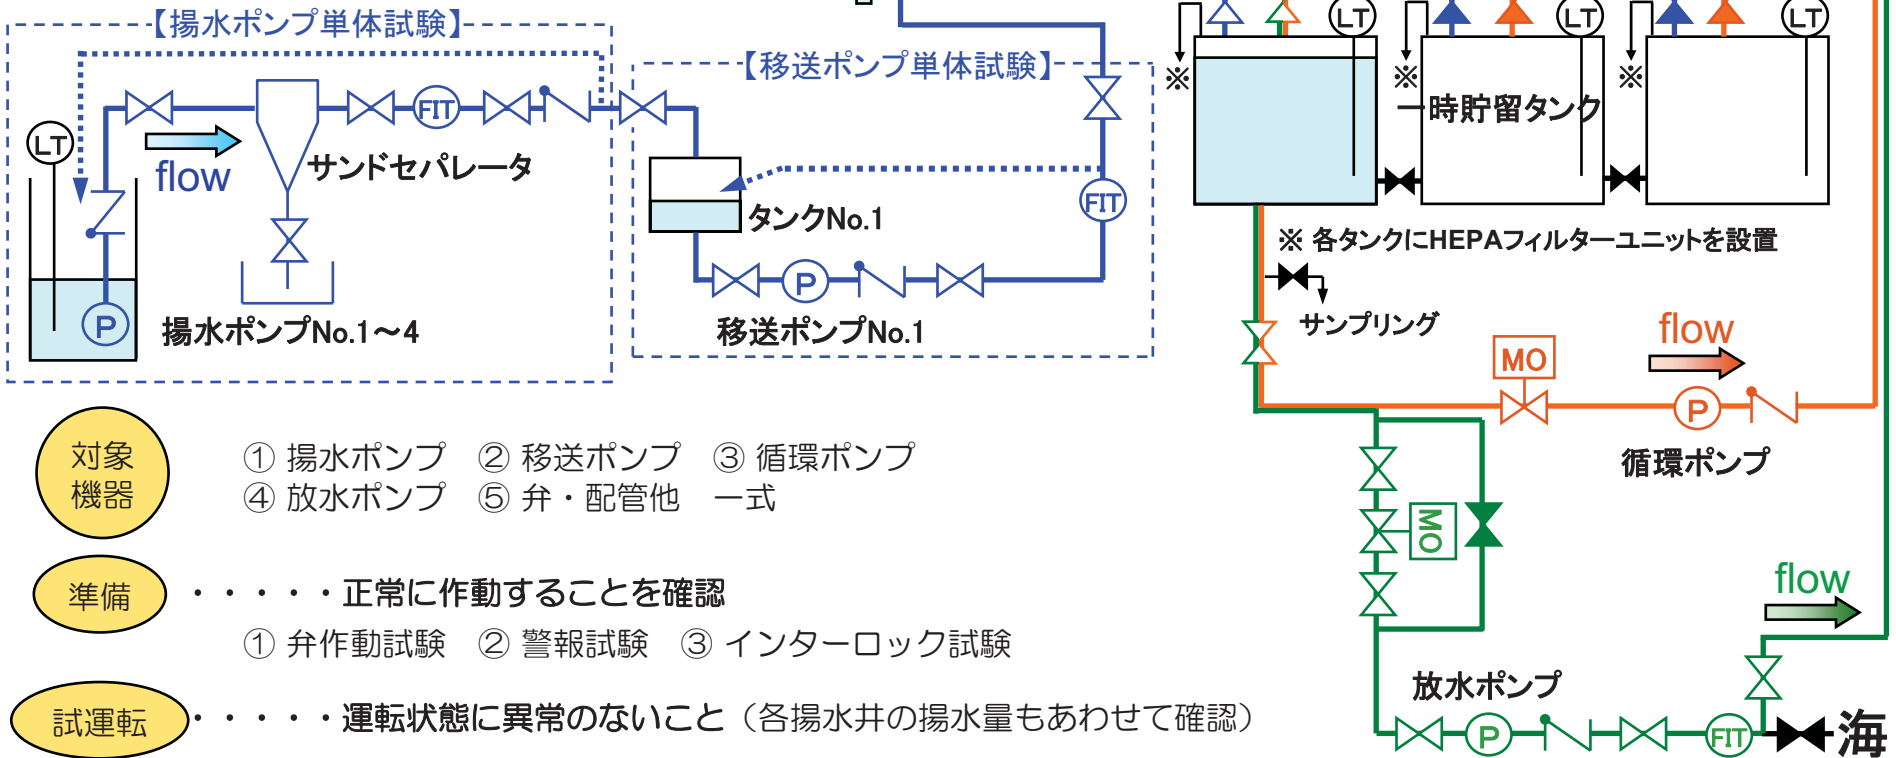 【揚水ポンプ単体試験】
【移送ポンプ単体試験】
LT
LT
LT
※
※
※
一時貯留タンク
FIT
LT
flow
サンドセパレータ
タンクNo.1
FIT
※ 各タンクにHEPAフィルターユニットを設置
P
P
揚水ポンプNo.1～4
移送ポンプNo.1
サンプリング
MO
flow
P
循環ポンプ
対象
機器
① 揚水ポンプ ② 移送ポンプ ③ 循環ポンプ
④ 放水ポンプ ⑤ 弁・配管他 一式
MO
準備
・・・・・正常に作動することを確認
① 弁作動試験 ② 警報試験 ③ インターロック試験
flow
試運転
・・・・・運転状態に異常のないこと（各揚水井の揚水量もあわせて確認）
放水ポンプ
P
FIT
海